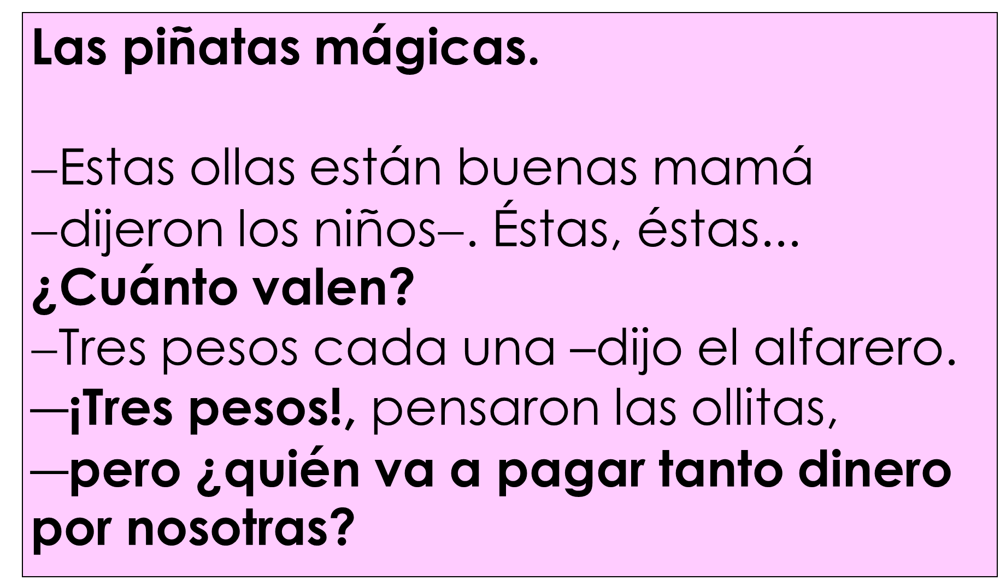 Las piñatas mágicas.
–Estas ollas están buenas mamá
–dijeron los niños–. Éstas, éstas...
¿Cuánto valen?
–Tres pesos cada una –dijo el alfarero.
—¡Tres pesos!, pensaron las ollitas,
—pero ¿quién va a pagar tanto dinero
por nosotras?